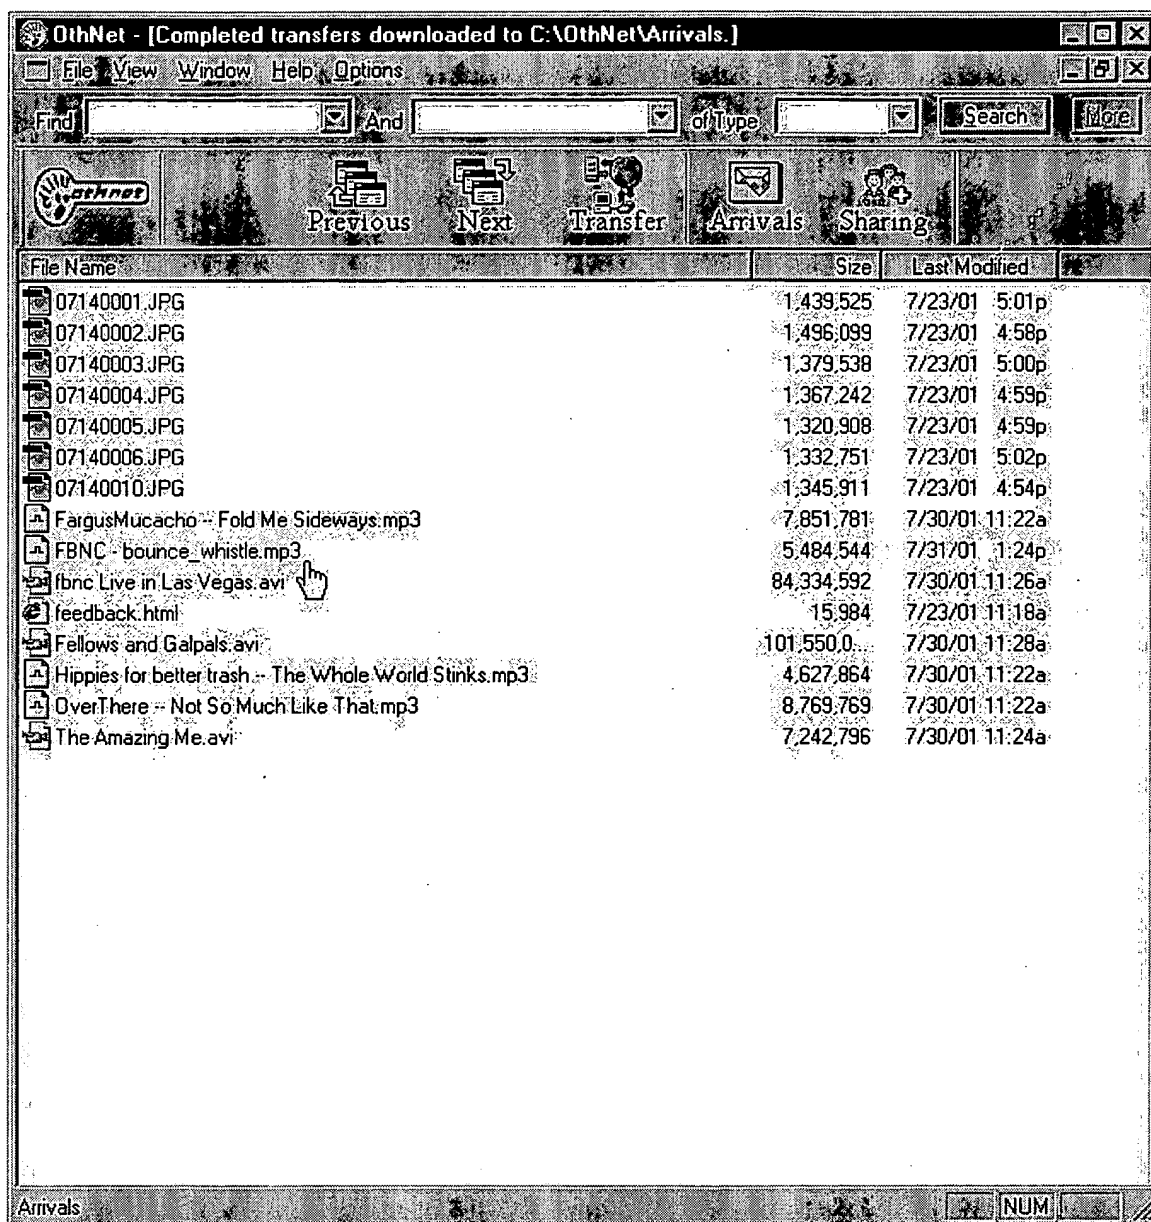 OthNet - [Completed transfers downloaded to C:\OthNet\Arrivals.]
File View Window Help Options
Find And of Type Search More
othnet Previous Next Transfer Arrivals Sharing
File Name Size Last Modified
07140001.JPG 1,439,525 7/23/01 5:01p
07140002.JPG 1,496,099 7/23/01 4:58p
07140003.JPG 1,379,538 7/23/01 5:00p
07140004.JPG 1,367,242 7/23/01 4:59p
07140005.JPG 1,320,908 7/23/01 4:59p
07140006.JPG 1,332,751 7/23/01 5:02p
07140010.JPG 1,345,911 7/23/01 4:54p
FargusMucacho -- Fold Me Sideways.mp3 7,851,781 7/30/01 11:22a
FBNC - bounce_whistle.mp3 5,484,544 7/31/01 1:24p
fbnc Live in Las Vegas.avi 84,334,592 7/30/01 11:26a
feedback.html 15,984 7/23/01 11:18a
Fellows and Galpals.avi 101,550,0... 7/30/01 11:28a
Hippies for better trash -- The Whole World Stinks.mp3 4,627,864 7/30/01 11:22a
OverThere -- Not So Much Like That.mp3 8,769,769 7/30/01 11:22a
The Amazing Me.avi 7,242,796 7/30/01 11:24a
Arrivals NUM